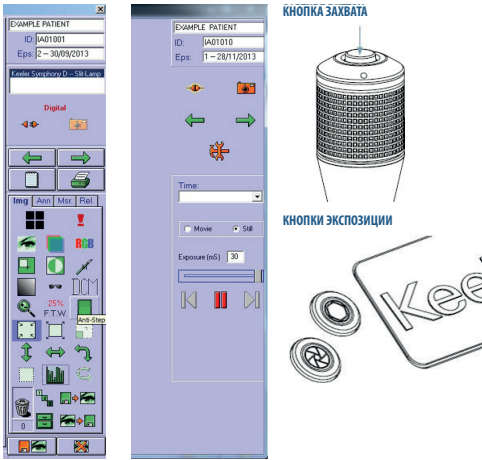 EXAMPLE PATIENT
ID: IA01001
Eps: 2 – 30/09/2013
Keeler Symphony D – Slit-Lamp
Digital
Img Ann Msr. Rel.
RGB
DCM
25%
F.T.W.
Anti-Step
0
EXAMPLE PATIENT
ID: IA01010
Eps: 1 – 28/11/2013
Time:
Movie Still
Exposure (mS) 30
КНОПКА ЗАХВАТА
КНОПКИ ЭКСПОЗИЦИИ
Keel